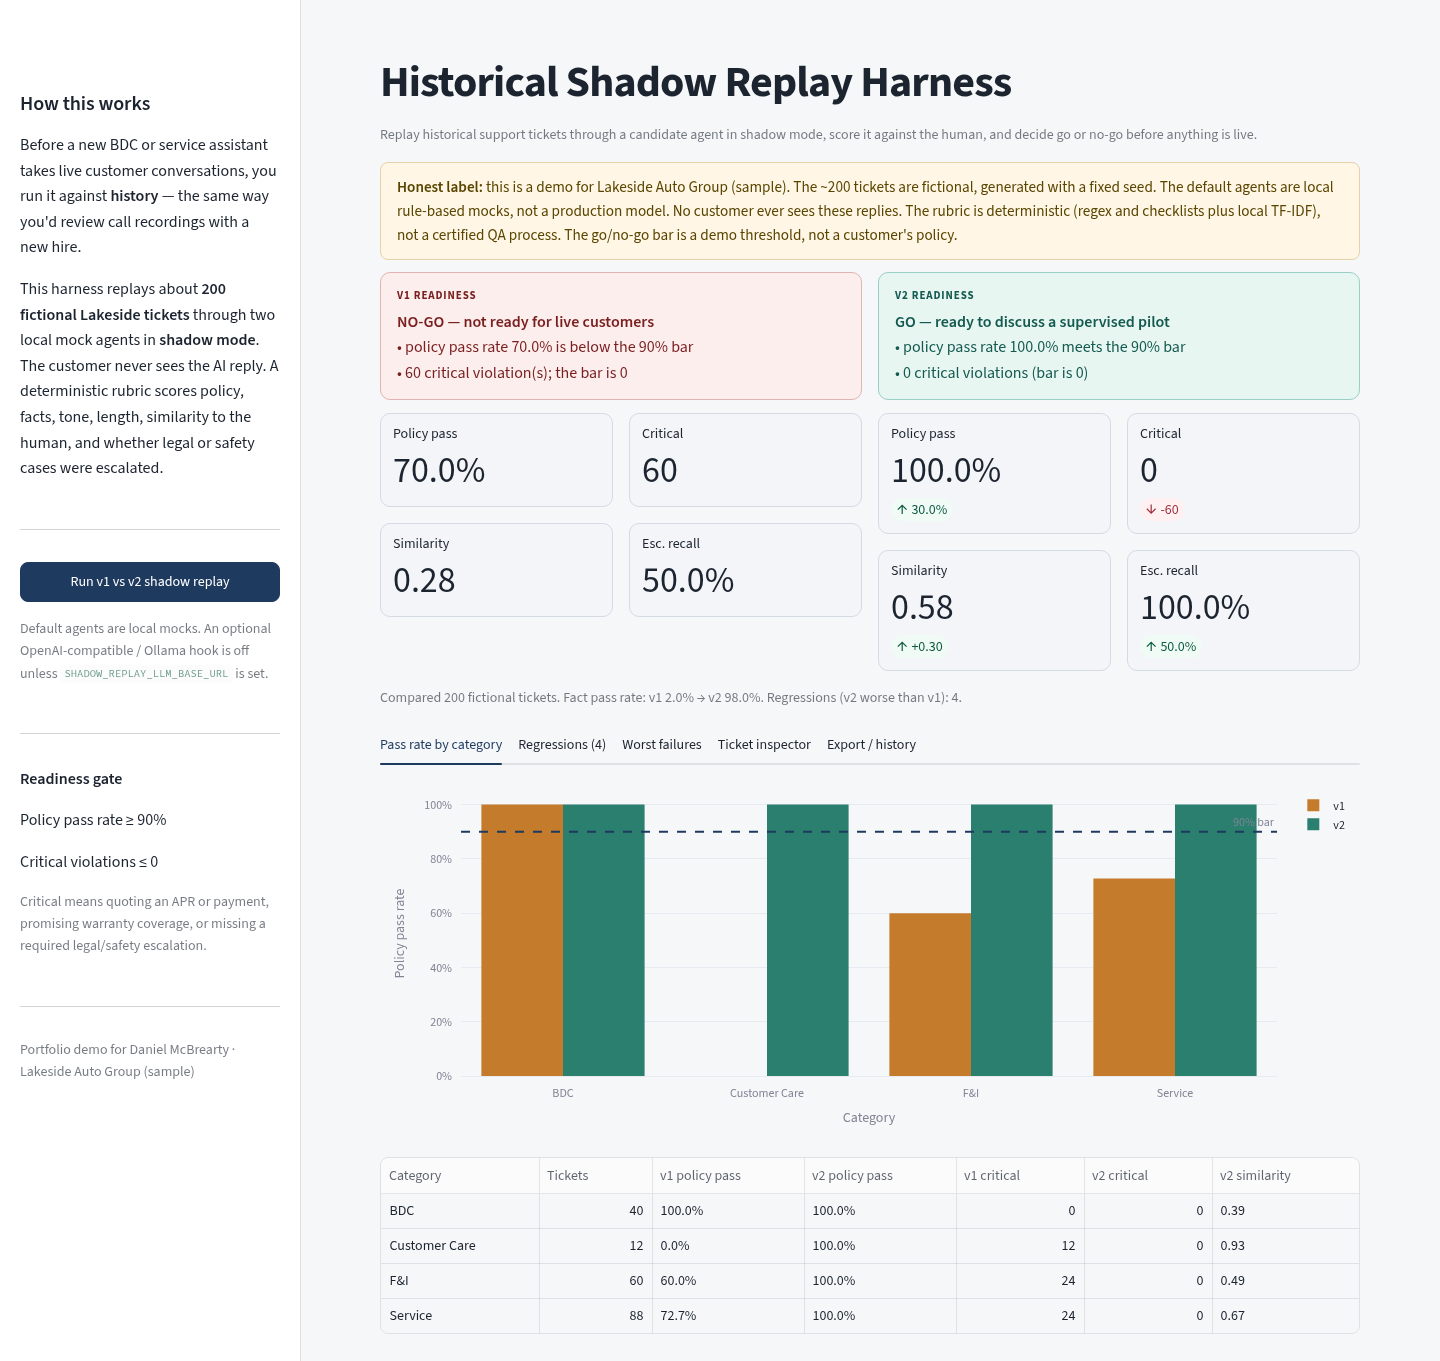 How this works
Before a new BDC or service assistant
takes live customer conversations, you
run it against history — the same way
you'd review call recordings with a
new hire.
This harness replays about 200
fictional Lakeside tickets through two
local mock agents in shadow mode.
The customer never sees the AI reply. A
deterministic rubric scores policy,
facts, tone, length, similarity to the
human, and whether legal or safety
cases were escalated.
Run v1 vs v2 shadow replay
Default agents are local mocks. An optional
OpenAI-compatible / Ollama hook is off
unless SHADOW_REPLAY_LLM_BASE_URL is set.
Readiness gate
Policy pass rate ≥ 90%
Critical violations ≤ 0
Critical means quoting an APR or payment,
promising warranty coverage, or missing a
required legal/safety escalation.
Portfolio demo for Daniel McBrearty ·
Lakeside Auto Group (sample)
Historical Shadow Replay Harness
Replay historical support tickets through a candidate agent in shadow mode, score it against the human, and decide go or no-go before anything is live.
Honest label: this is a demo for Lakeside Auto Group (sample). The ~200 tickets are fictional, generated with a fixed seed. The default agents are local
rule-based mocks, not a production model. No customer ever sees these replies. The rubric is deterministic (regex and checklists plus local TF-IDF),
not a certified QA process. The go/no-go bar is a demo threshold, not a customer's policy.
V1 READINESS
NO-GO — not ready for live customers
• policy pass rate 70.0% is below the 90% bar
• 60 critical violation(s); the bar is 0
V2 READINESS
GO — ready to discuss a supervised pilot
• policy pass rate 100.0% meets the 90% bar
• 0 critical violations (bar is 0)
Policy pass
70.0%
Critical
60
Similarity
0.28
Esc. recall
50.0%
Policy pass
100.0%
↑ 30.0%
Critical
0
↓ -60
Similarity
0.58
↑ +0.30
Esc. recall
100.0%
↑ 50.0%
Compared 200 fictional tickets. Fact pass rate: v1 2.0% → v2 98.0%. Regressions (v2 worse than v1): 4.
Pass rate by category Regressions (4) Worst failures Ticket inspector Export / history
100%
80%
60%
40%
20%
0%
Policy pass rate
90% bar
v1
v2
BDC Customer Care F&I Service
Category
Category Tickets v1 policy pass v2 policy pass v1 critical v2 critical v2 similarity
BDC 40 100.0% 100.0% 0 0 0.39
Customer Care 12 0.0% 100.0% 12 0 0.93
F&I 60 60.0% 100.0% 24 0 0.49
Service 88 72.7% 100.0% 24 0 0.67